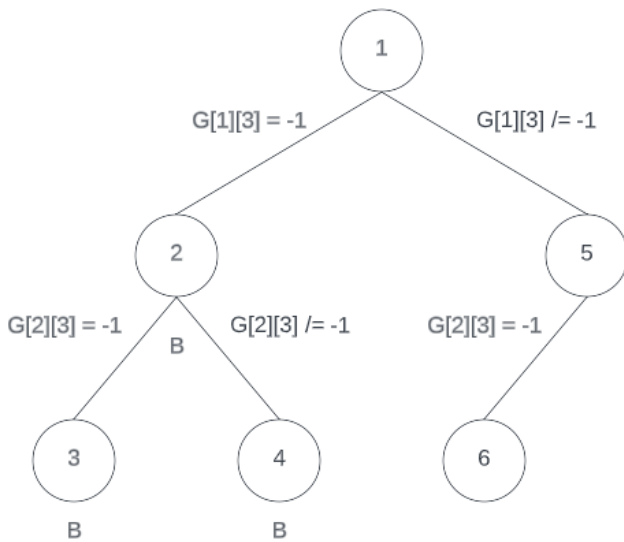 1
G[1][3] = -1
G[1][3] /= -1
2
5
G[2][3] = -1
B
G[2][3] /= -1
G[2][3] = -1
3
4
6
B
B